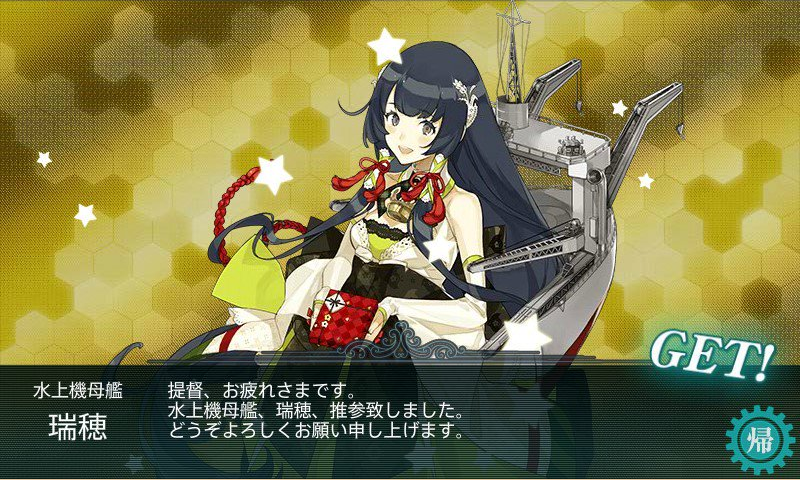 GET!
水上機母艦
瑞穂
提督、お疲れさまです。
水上機母艦、瑞穂、推参致しました。
どうぞよろしくお願い申し上げます。
帰